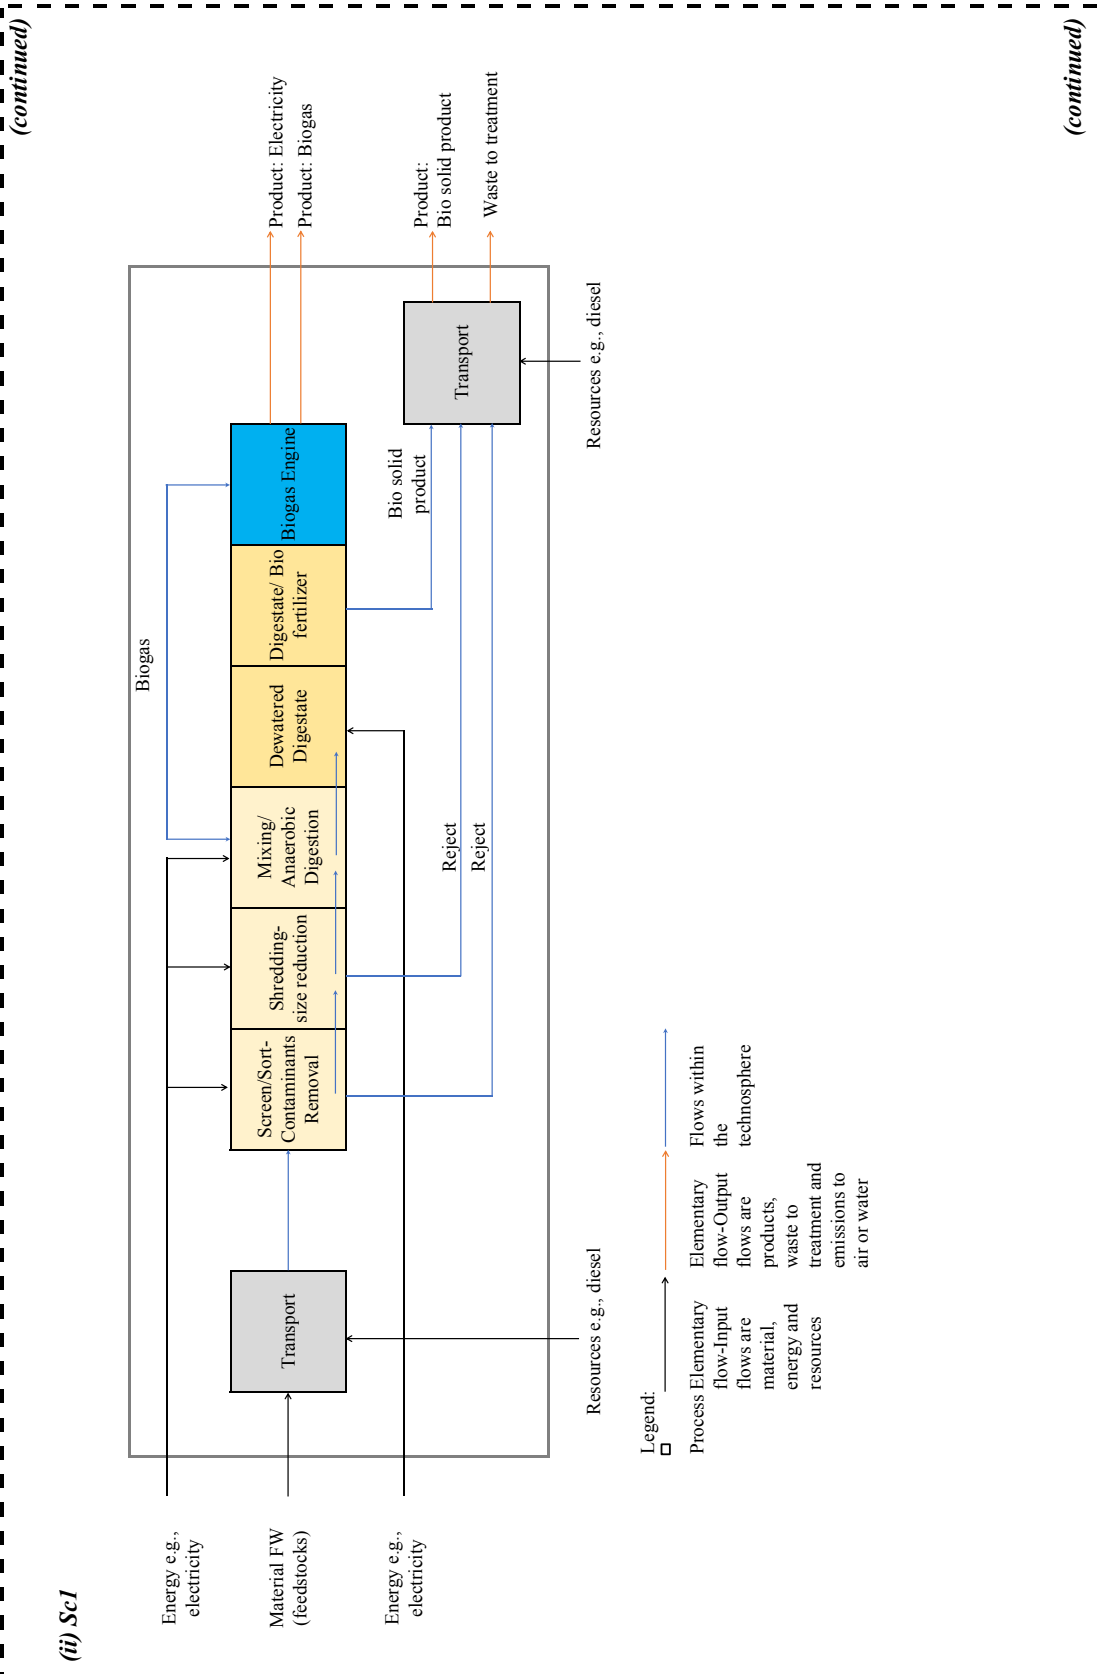 (continued)
(ii) Sc1
Energy e.g.,
electricity
Material FW
(feedstocks)
Energy e.g.,
electricity
Transport
Resources e.g., diesel
Screen/Sort-
Contaminants
Removal
Shredding-
size reduction
Mixing/
Anaerobic
Digestion
Dewatered
Digestate
Digestate/ Bio
fertilizer
Biogas Engine
Biogas
Reject
Reject
Bio solid
product
Transport
Resources e.g., diesel
Product: Electricity
Product: Biogas
Product:
Bio solid product
Waste to treatment
Legend:
Process
Elementary
flow-Input
flows are
material,
energy and
resources
Elementary
flow-Output
flows are
products,
waste to
treatment and
emissions to
air or water
Flows within
the
technosphere
(continued)